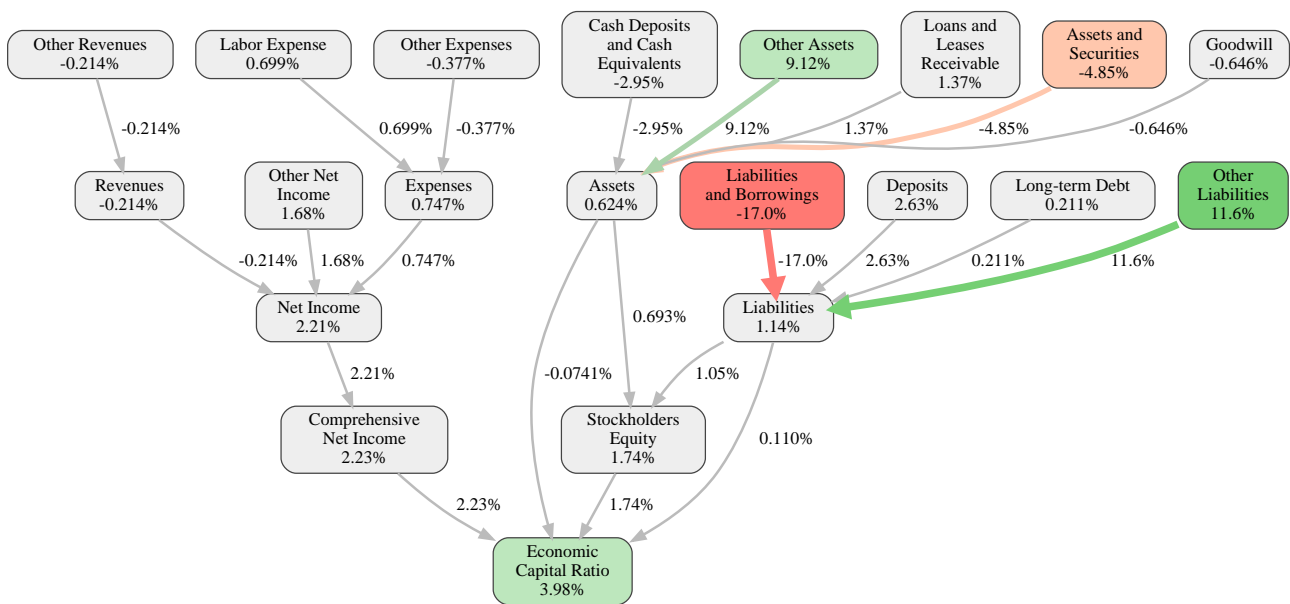 Other Revenues
-0.214%
Labor Expense
0.699%
Other Expenses
-0.377%
Cash Deposits
and Cash
Equivalents
-2.95%
Other Assets
9.12%
Loans and
Leases
Receivable
1.37%
Assets and
Securities
-4.85%
Goodwill
-0.646%
-0.214%
0.699%
-0.377%
-2.95%
9.12%
1.37%
-4.85%
-0.646%
Revenues
-0.214%
Other Net
Income
1.68%
Expenses
0.747%
Assets
0.624%
Liabilities
and Borrowings
-17.0%
Deposits
2.63%
Long-term Debt
0.211%
Other
Liabilities
11.6%
-0.214%
1.68%
0.747%
-17.0%
2.63%
0.211%
11.6%
Net Income
2.21%
0.693%
Liabilities
1.14%
2.21%
-0.0741%
1.05%
Comprehensive
Net Income
2.23%
Stockholders
Equity
1.74%
0.110%
2.23%
1.74%
Economic
Capital Ratio
3.98%